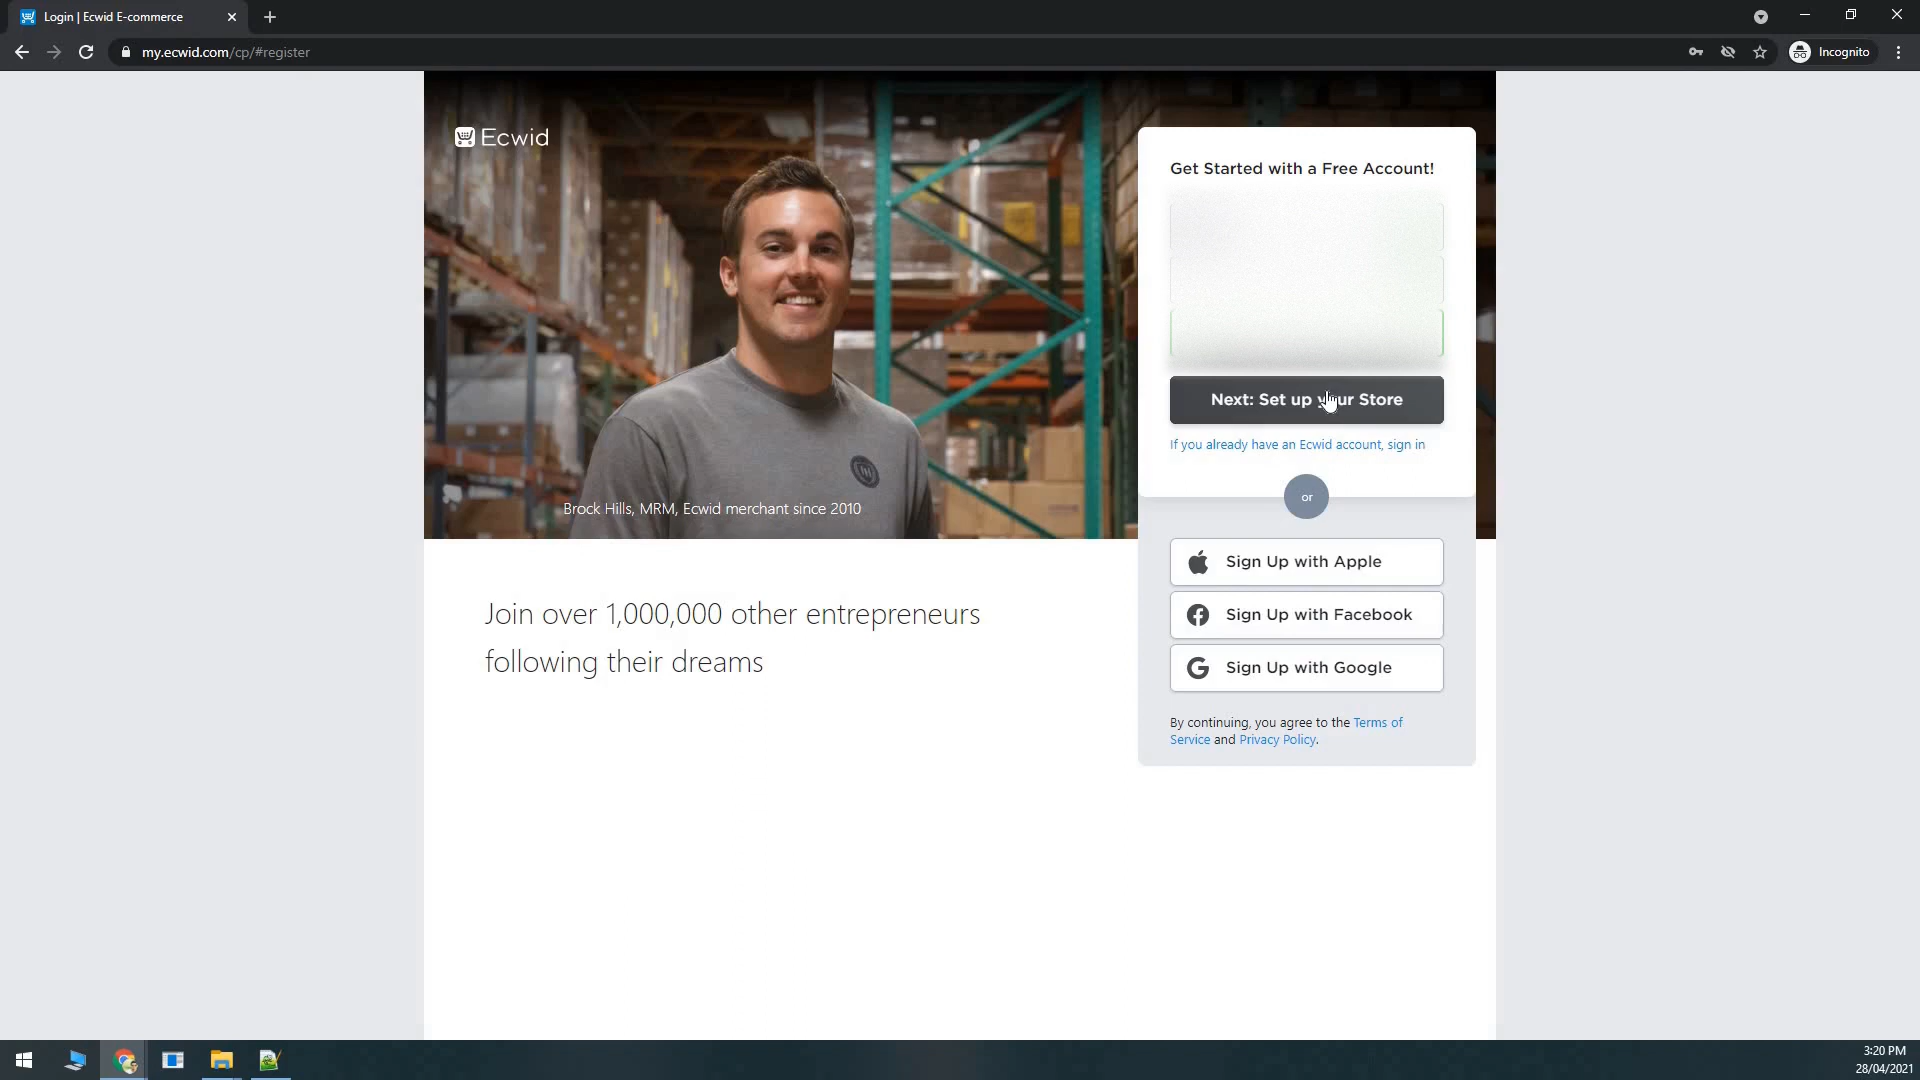 Login | Ecwid E-commerce
my.ecwid.com/cp/#register
Incognito
Ecwid
Get Started with a Free Account!
Next: Set up your Store
If you already have an Ecwid account, sign in
or
Brock Hills, MRM, Ecwid merchant since 2010
Sign Up with Apple
Join over 1,000,000 other entrepreneurs
following their dreams
Sign Up with Facebook
Sign Up with Google
By continuing, you agree to the Terms of
Service and Privacy Policy.
3:20 PM
28/04/2021